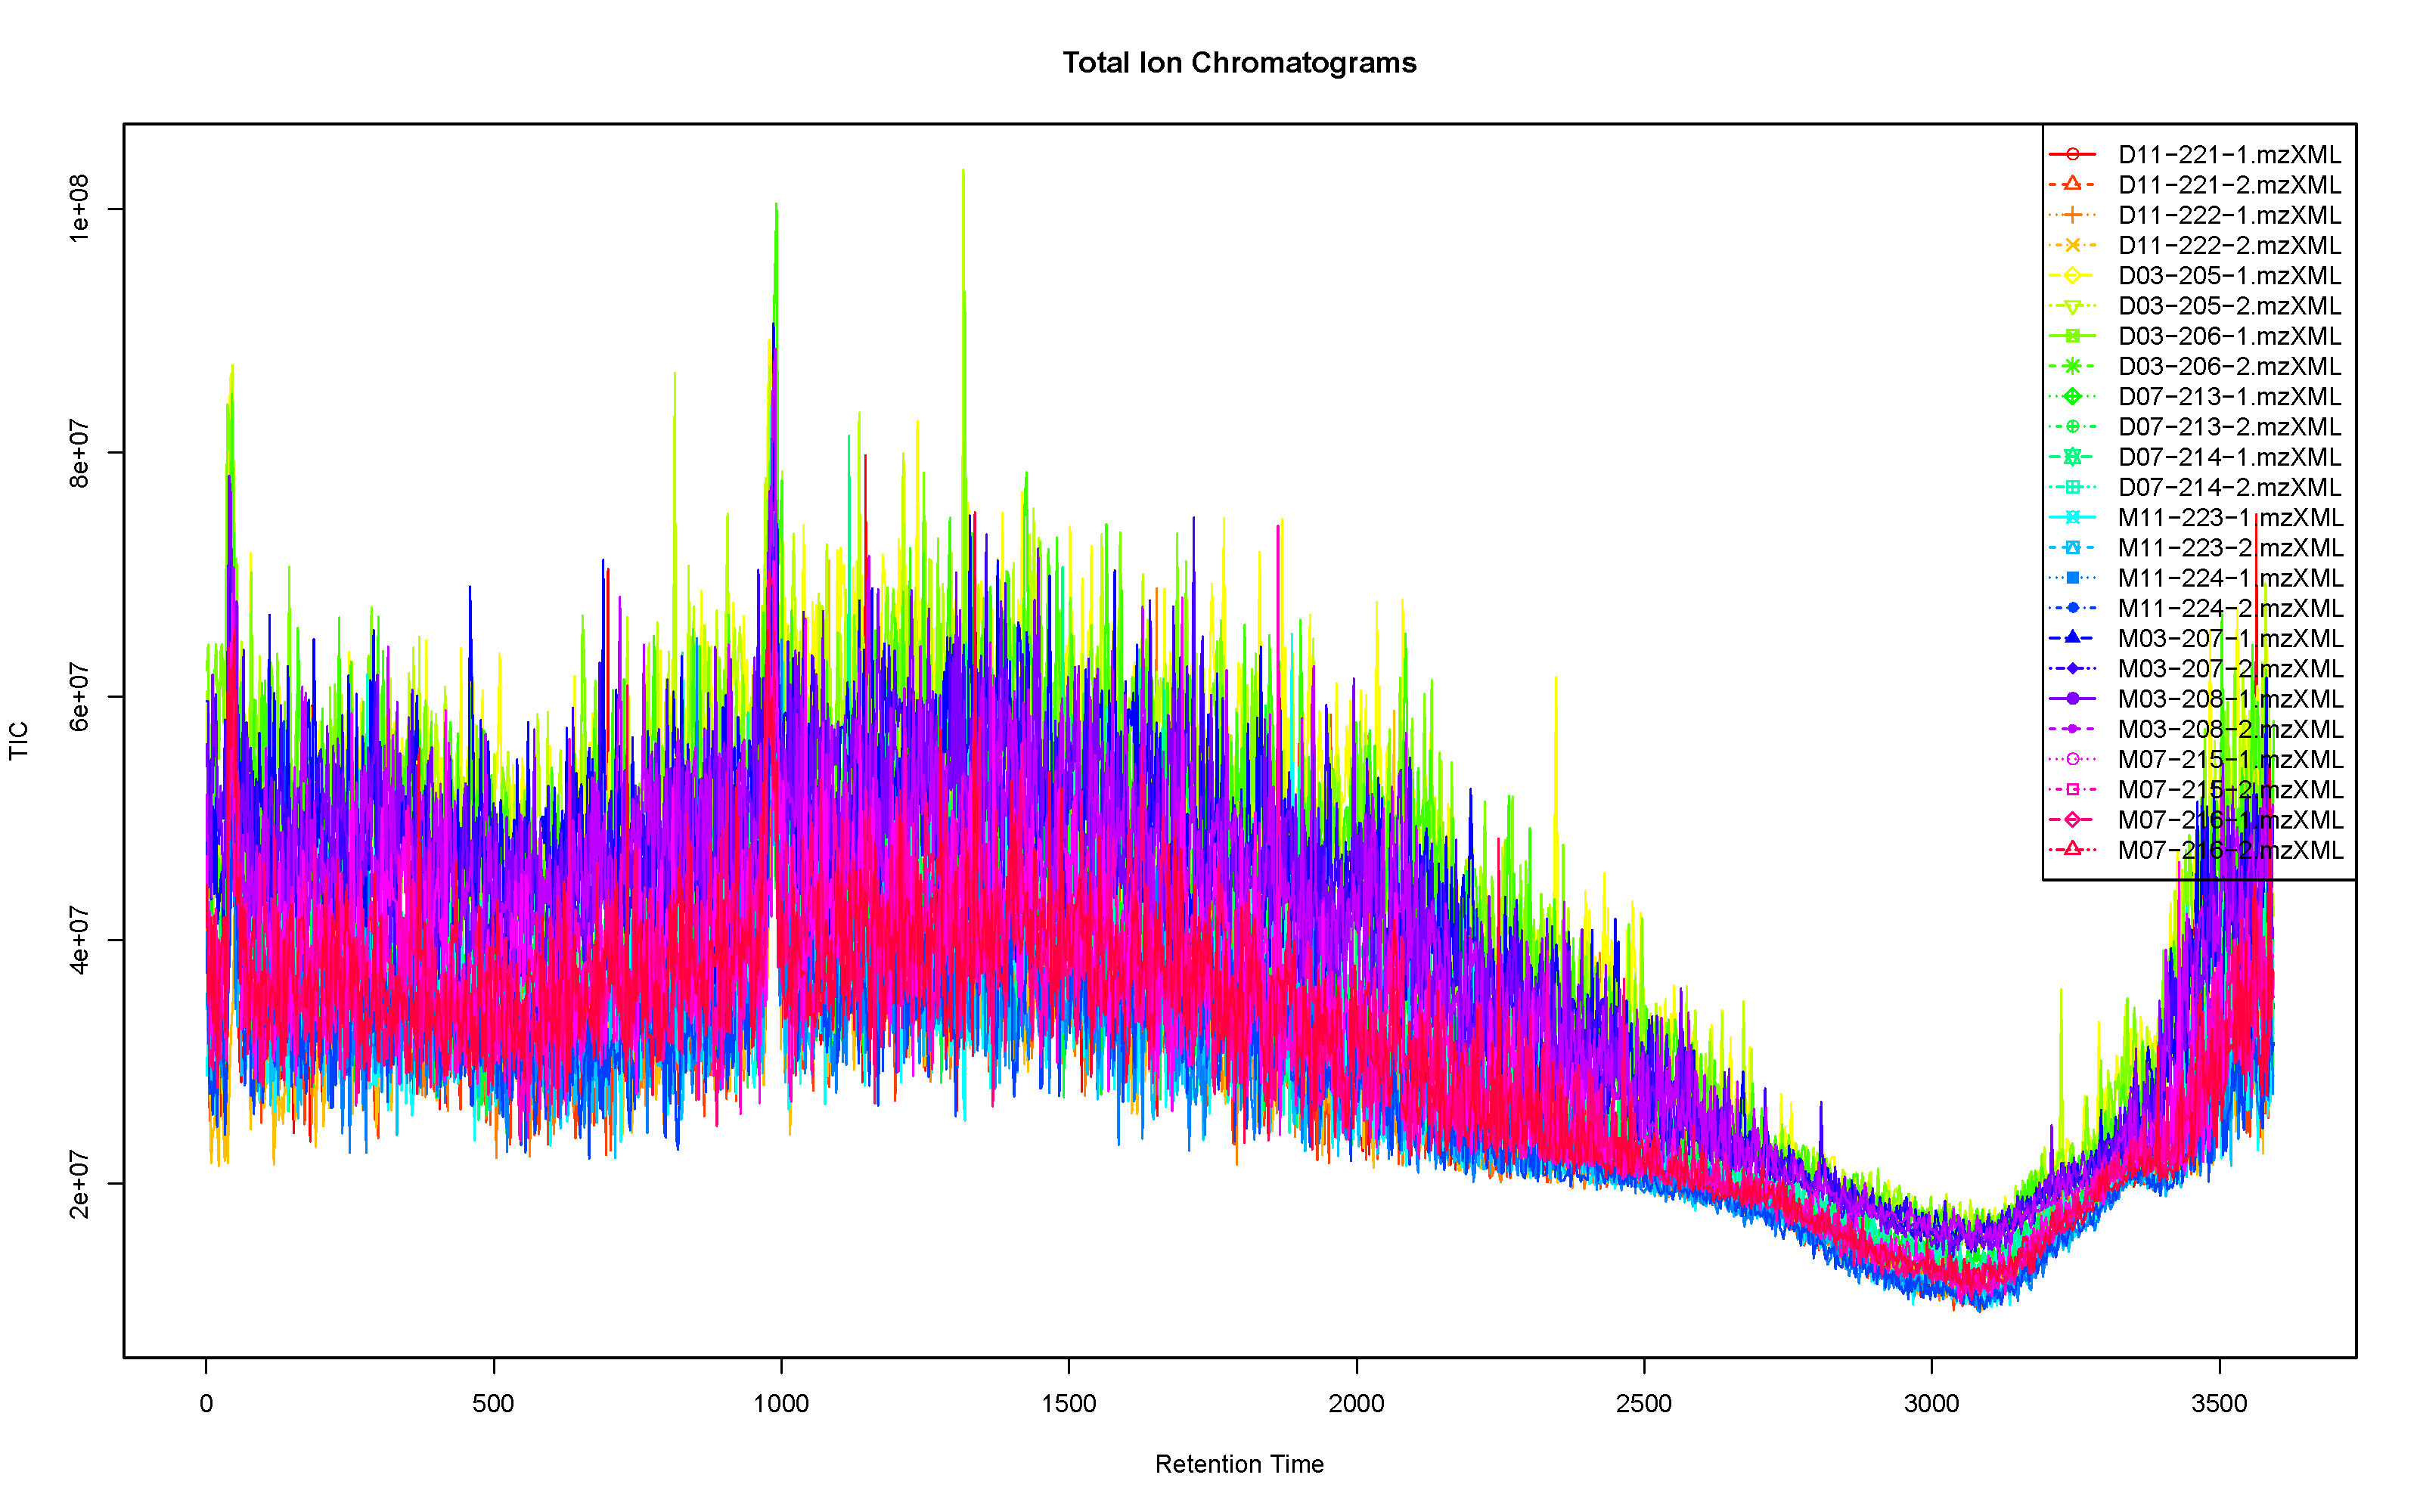 Total Ion Chromatograms
TIC
1e+08
8e+07
6e+07
4e+07
2e+07
D11−221−1.mzXML
D11−221−2.mzXML
D11−222−1.mzXML
D11−222−2.mzXML
D03−205−1.mzXML
D03−205−2.mzXML
D03−206−1.mzXML
D03−206−2.mzXML
D07−213−1.mzXML
D07−213−2.mzXML
D07−214−1.mzXML
D07−214−2.mzXML
M11−223−1.mzXML
M11−223−2.mzXML
M11−224−1.mzXML
M11−224−2.mzXML
M03−207−1.mzXML
M03−207−2.mzXML
M03−208−1.mzXML
M03−208−2.mzXML
M07−215−1.mzXML
M07−215−2.mzXML
M07−216−1.mzXML
M07−216−2.mzXML
0 500 1000 1500 2000 2500 3000 3500
Retention Time